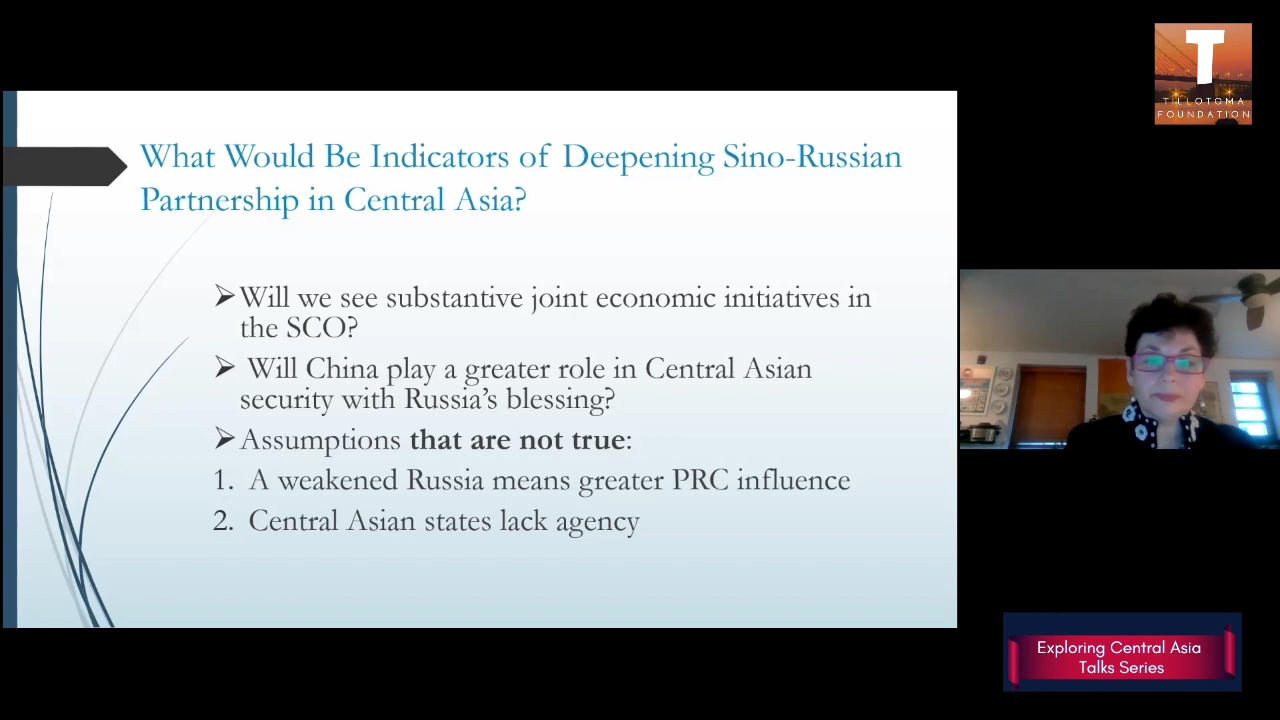 T
TILLOTOMA
FOUNDATION
What Would Be Indicators of Deepening Sino-Russian
Partnership in Central Asia?
➢Will we see substantive joint economic initiatives in
the SCO?
➢ Will China play a greater role in Central Asian
security with Russia's blessing?
➢Assumptions that are not true:
1. A weakened Russia means greater PRC influence
2. Central Asian states lack agency
Exploring Central Asia
Talks Series